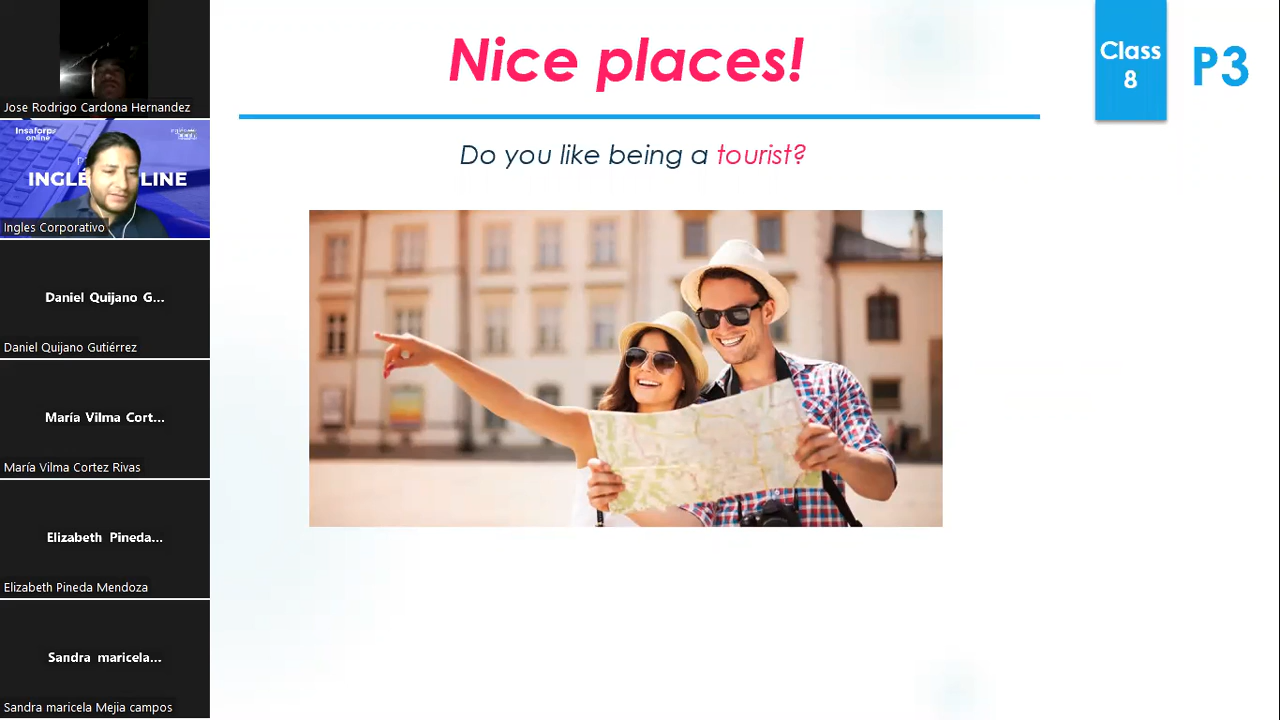 Nice places!
Class
8
P3
Do you like being a tourist?
Jose Rodrigo Cardona Hernandez
Insaforp
online
INGLE LINE
Ingles Corporativo
Daniel Quijano G...
Daniel Quijano Gutiérrez
María Vilma Cort...
María Vilma Cortez Rivas
Elizabeth Pineda...
Elizabeth Pineda Mendoza
Sandra maricela...
Sandra maricela Mejia campos